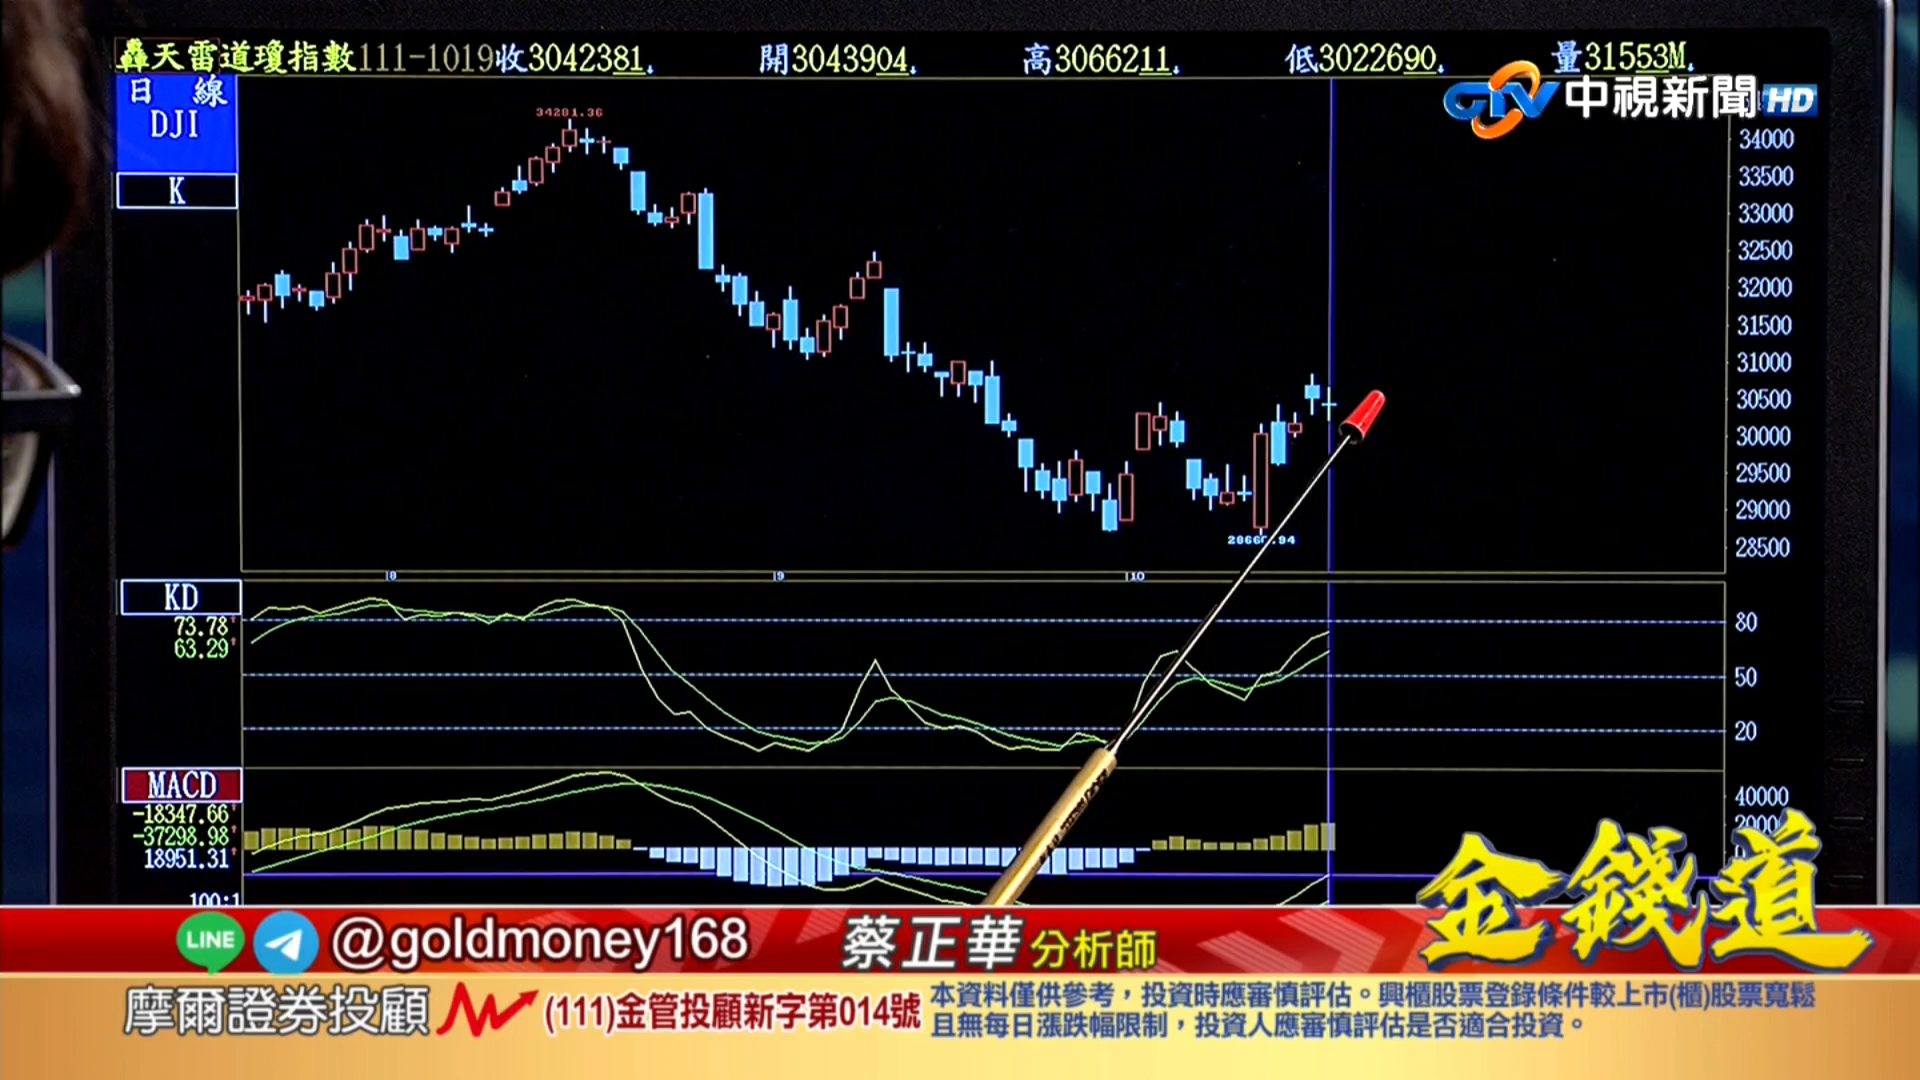 轟天雷道瓊指數111-1019收3042381↓ 開3043904↓ 高3066211↓ 低3022690↓ 量31553M↓
日 線
DJI
K
CTV 中視新聞 HD
34281.36
34000
33500
33000
32500
32000
31500
31000
30500
30000
29500
29000
28500
8 9 10
KD
73.78↑
63.29↑
80
50
20
MACD
-18347.66↑
-37298.98↑
18951.31↑
100:1
40000
金錢道
LINE @goldmoney168 蔡正華 分析師
摩爾證券投顧 (111)金管投顧新字第014號
本資料僅供參考，投資時應審慎評估。興櫃股票登錄條件較上市(櫃)股票寬鬆
且無每日漲跌幅限制，投資人應審慎評估是否適合投資。